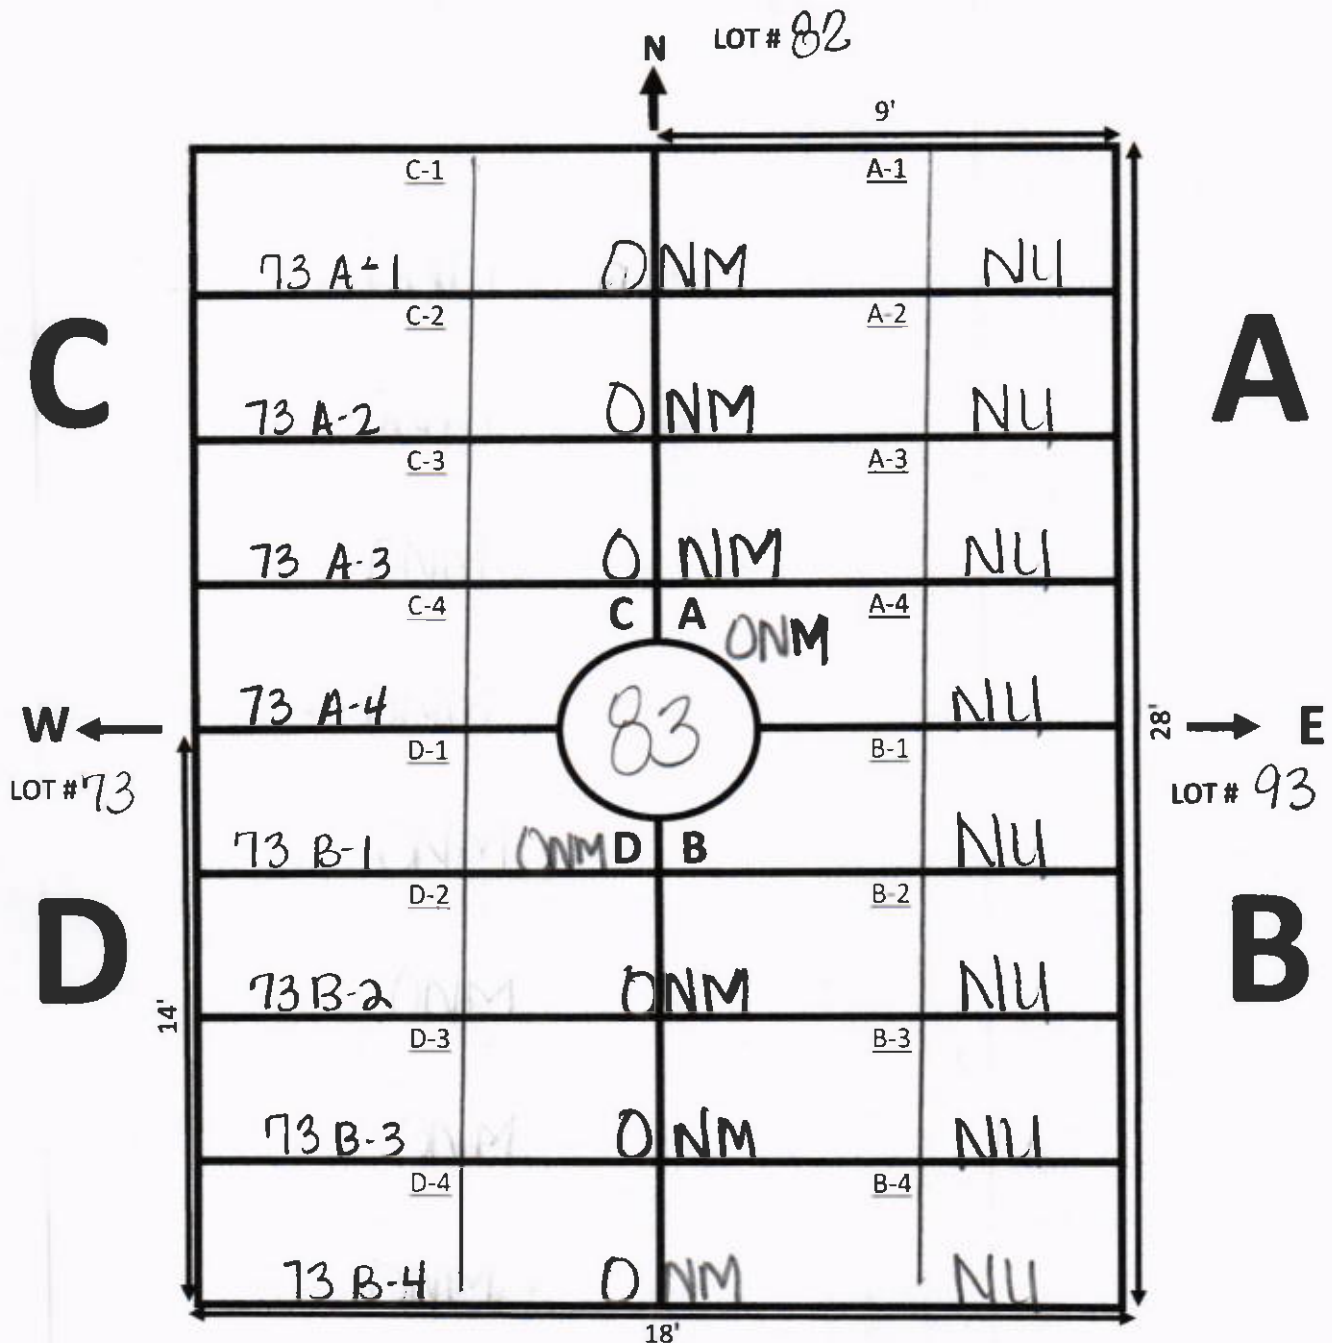 LOT # 82
N
9'
C-1 A-1
73 A-1 ONM NU
C-2 A-2
C A
73 A-2 ONM NU
C-3 A-3
73 A-3 ONM NU
C-4 C A A-4
ONM
73 A-4 NU
W 83 28' E
D-1 B-1
LOT # 73 LOT # 93
73 B-1 ONM D B NU
D-2 B-2
D B
73 B-2 ONM NU
14'
D-3 B-3
73 B-3 ONM NU
D-4 B-4
73 B-4 ONM NU
18'